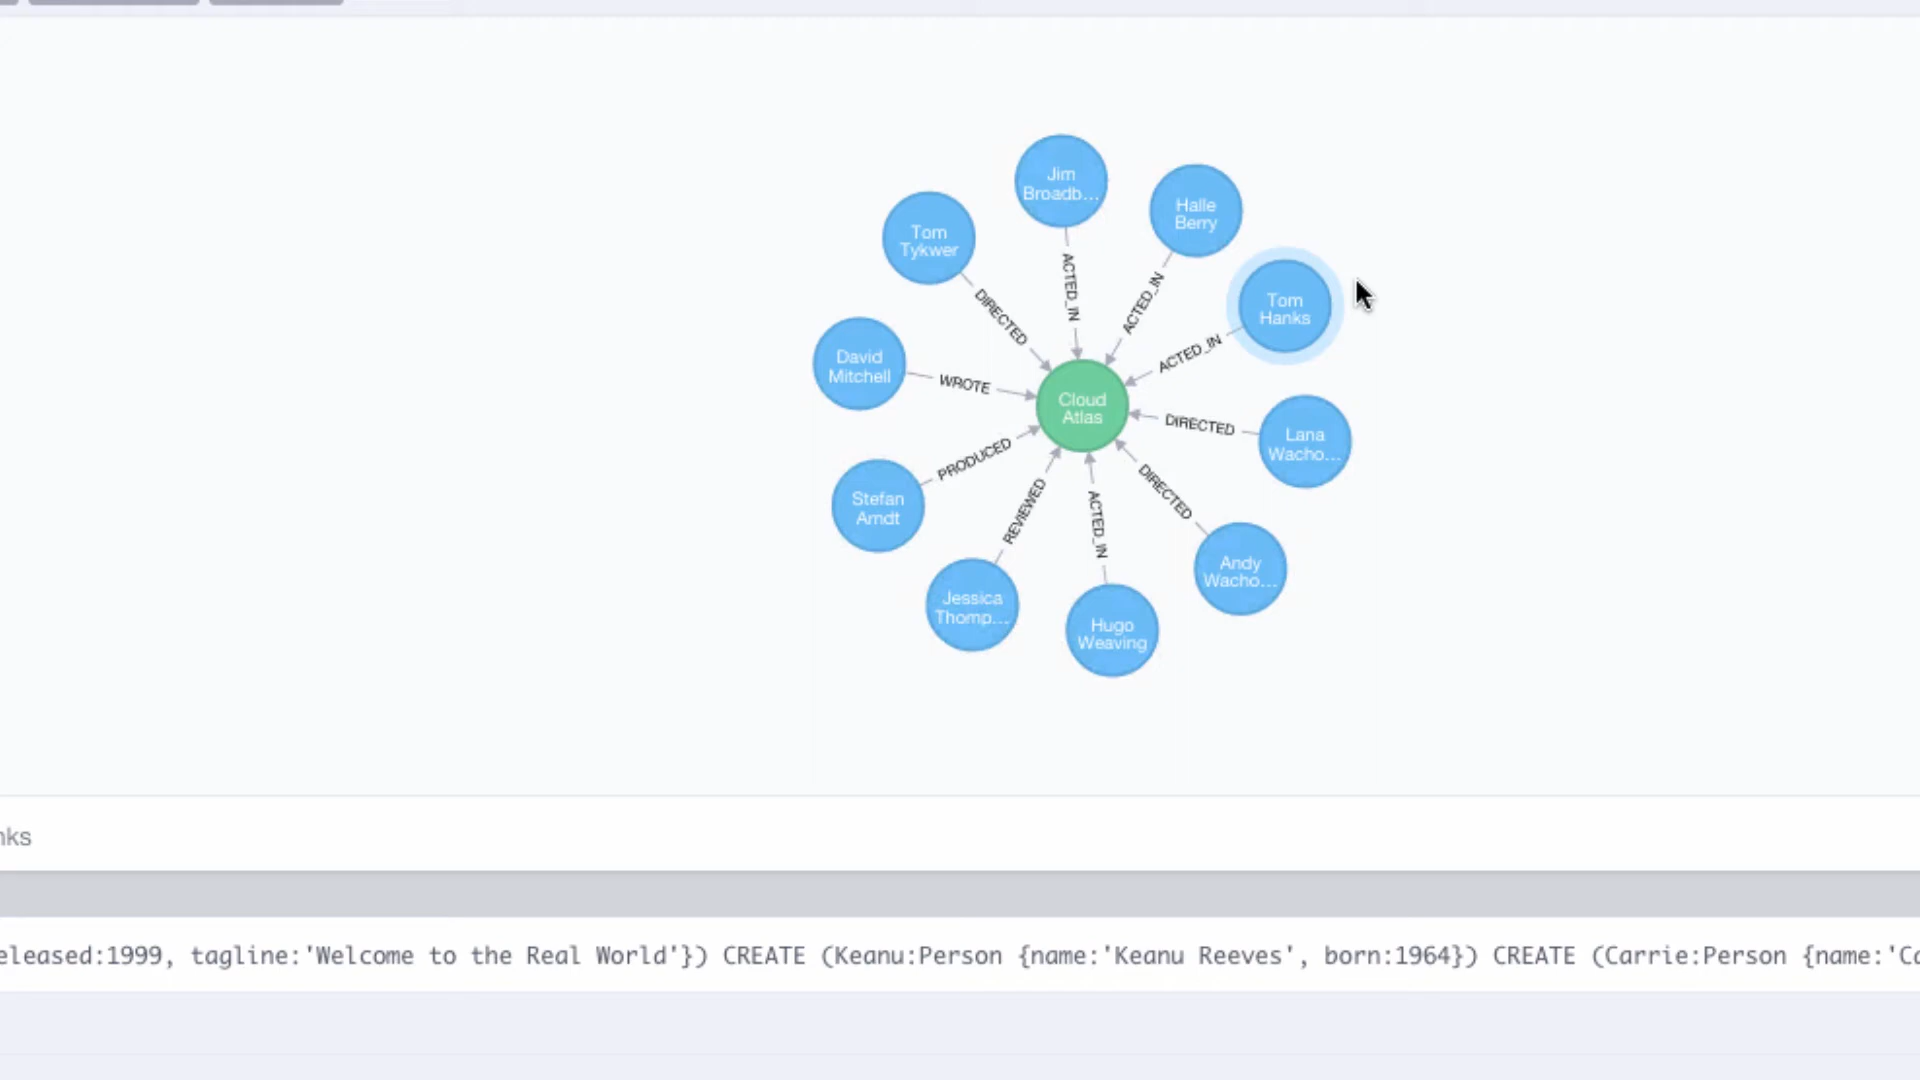 Jim
Broadb...
Halle
Berry
Tom
Tykwer
Tom
Hanks
ACTED_IN
ACTED_IN
DIRECTED
ACTED_IN
David
Mitchell
WROTE
Cloud
Atlas
DIRECTED
Lana
Wacho...
PRODUCED
DIRECTED
Stefan
Arndt
REVIEWED
ACTED_IN
Andy
Wacho...
Jessica
Thomp...
Hugo
Weaving
nks
eleased:1999, tagline:'Welcome to the Real World'}) CREATE (Keanu:Person {name:'Keanu Reeves', born:1964}) CREATE (Carrie:Person {name:'Ca